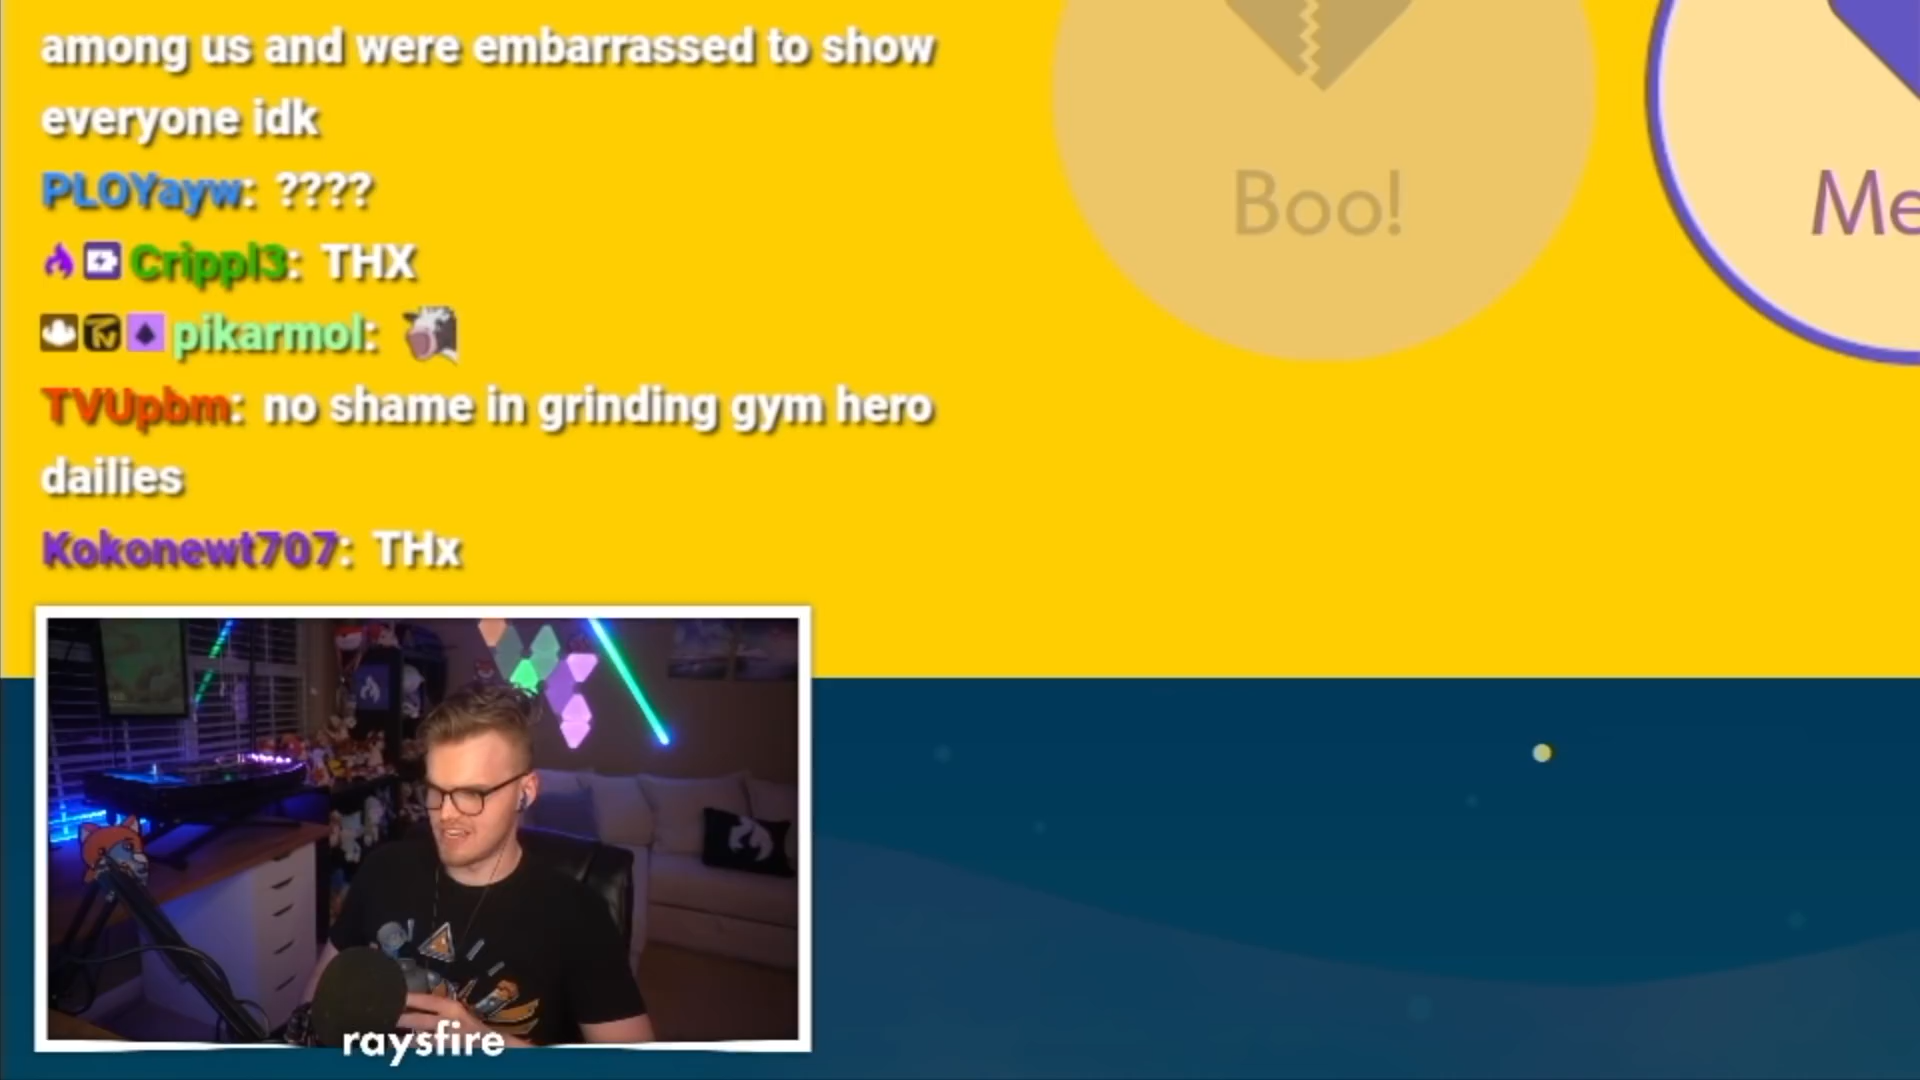 among us and were embarrassed to show
everyone idk
PLOYayw: ????
Crippl3: THX
pikarmol:
TVUpbm: no shame in grinding gym hero
dailies
Kokonewt707: THx
Boo!
Me
raysfire